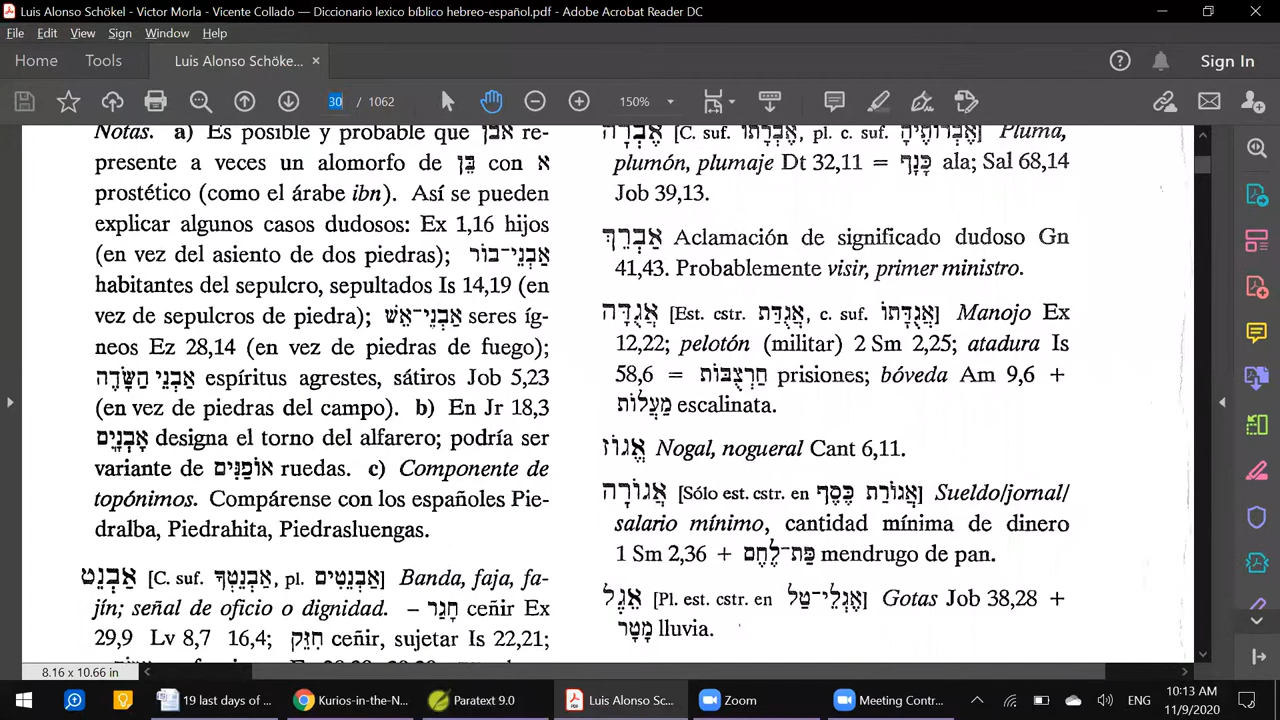 Luis Alonso Schökel - Victor Morla - Vicente Collado — Diccionario lexico bíblico hebreo-español.pdf - Adobe Acrobat Reader DC
File Edit View Sign Window Help
Home Tools Luis Alonso Schöke... × Sign In
30 / 1062 150%
Notas. a) Es posible y probable que אבן re-
presente a veces un alomorfo de בֵּן con א
prostético (como el árabe ibn). Así se pueden
explicar algunos casos dudosos: Ex 1,16 hijos
(en vez del asiento de dos piedras); אַבְנֵי־בוֹר
habitantes del sepulcro, sepultados Is 14,19 (en
vez de sepulcros de piedra); אַבְנֵי־אֵשׁ seres íg-
neos Ez 28,14 (en vez de piedras de fuego);
אַבְנֵי הַשָּׂדֶה espíritus agrestes, sátiros Job 5,23
(en vez de piedras del campo). b) En Jr 18,3
אָבְנָיִם designa el torno del alfarero; podría ser
variante de אוֹפַנִּים ruedas. c) Componente de
topónimos. Compárense con los españoles Pie-
dralba, Piedrahita, Piedrasluengas.
אַבְנֵט [C. suf. אַבְנֵטְךָ, pl. אַבְנֵטִים] Banda, faja, fa-
jín; señal de oficio o dignidad. – חָגַר ceñir Ex
29,9 Lv 8,7 16,4; חִזֵּק ceñir, sujetar Is 22,21;
אֶבְרָה [C. suf. אֶבְרָתוֹ, pl. c. suf. אֶבְרוֹתֶיהָ] Pluma,
plumón, plumaje Dt 32,11 = כָּנָף ala; Sal 68,14
Job 39,13.
אַבְרֵךְ Aclamación de significado dudoso Gn
41,43. Probablemente visir, primer ministro.
אֲגֻדָּה [Est. cstr. אֲגֻדַּת, c. suf. אֲגֻדָּתוֹ] Manojo Ex
12,22; pelotón (militar) 2 Sm 2,25; atadura Is
58,6 = חַרְצֻבּוֹת prisiones; bóveda Am 9,6 +
מַעֲלוֹת escalinata.
אֱגוֹז Nogal, nogueral Cant 6,11.
אֲגוֹרָה [Sólo est. cstr. en אֲגוֹרַת כֶּסֶף] Sueldo/jornal/
salario mínimo, cantidad mínima de dinero
1 Sm 2,36 + פַּת־לֶחֶם mendrugo de pan.
אֵגֶל [Pl. est. cstr. en אֶגְלֵי־טַל] Gotas Job 38,28 +
מָטָר lluvia.
8.16 x 10.66 in
19 last days of ... Kurios-in-the-N... Paratext 9.0 Luis Alonso Sc... Zoom Meeting Contr... ENG 10:13 AM
11/9/2020